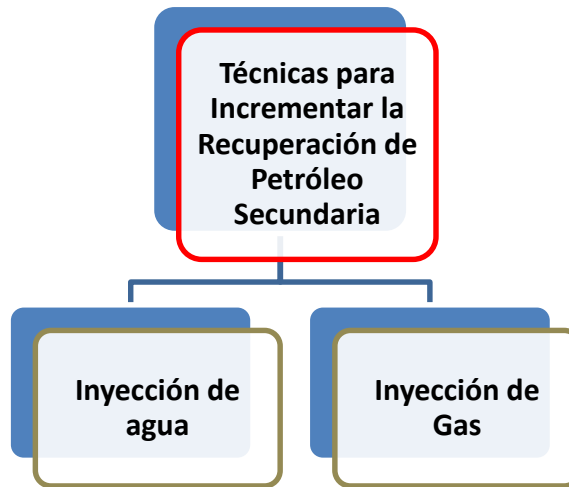 Técnicas para
Incrementar la
Recuperación de
Petróleo
Secundaria
Inyección de
agua
Inyección de
Gas